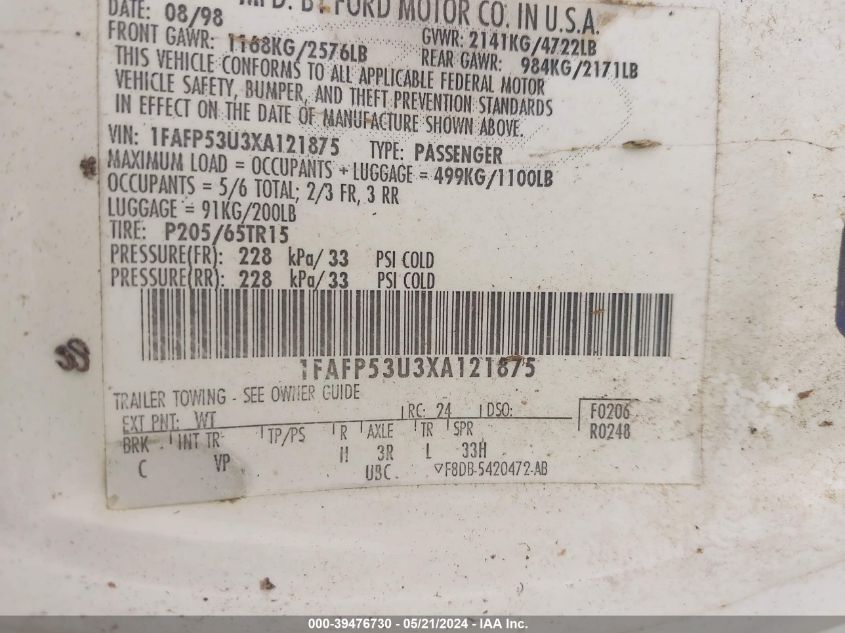 MFD. BY FORD MOTOR CO. IN U.S.A.
DATE: 08/98 GVWR: 2141KG/4722LB
FRONT GAWR: 1168KG/2576LB REAR GAWR: 984KG/2171LB
THIS VEHICLE CONFORMS TO ALL APPLICABLE FEDERAL MOTOR
VEHICLE SAFETY, BUMPER, AND THEFT PREVENTION STANDARDS
IN EFFECT ON THE DATE OF MANUFACTURE SHOWN ABOVE.
VIN: 1FAFP53U3XA121875 TYPE: PASSENGER
MAXIMUM LOAD = OCCUPANTS + LUGGAGE = 499KG/1100LB
OCCUPANTS = 5/6 TOTAL; 2/3 FR, 3 RR
LUGGAGE = 91KG/200LB
TIRE: P205/65TR15
PRESSURE(FR): 228 kPa/ 33 PSI COLD
PRESSURE(RR): 228 kPa/ 33 PSI COLD
1FAFP53U3XA121875
TRAILER TOWING - SEE OWNER GUIDE
EXT PNT: WT RC: 24 DSO: F0206
BRK INT TR TP/PS R AXLE TR SPR R0248
C VP H 3R L 33H
UBC ▽F8DB-5420472-AB
000-39476730 - 05/21/2024 - IAA Inc.